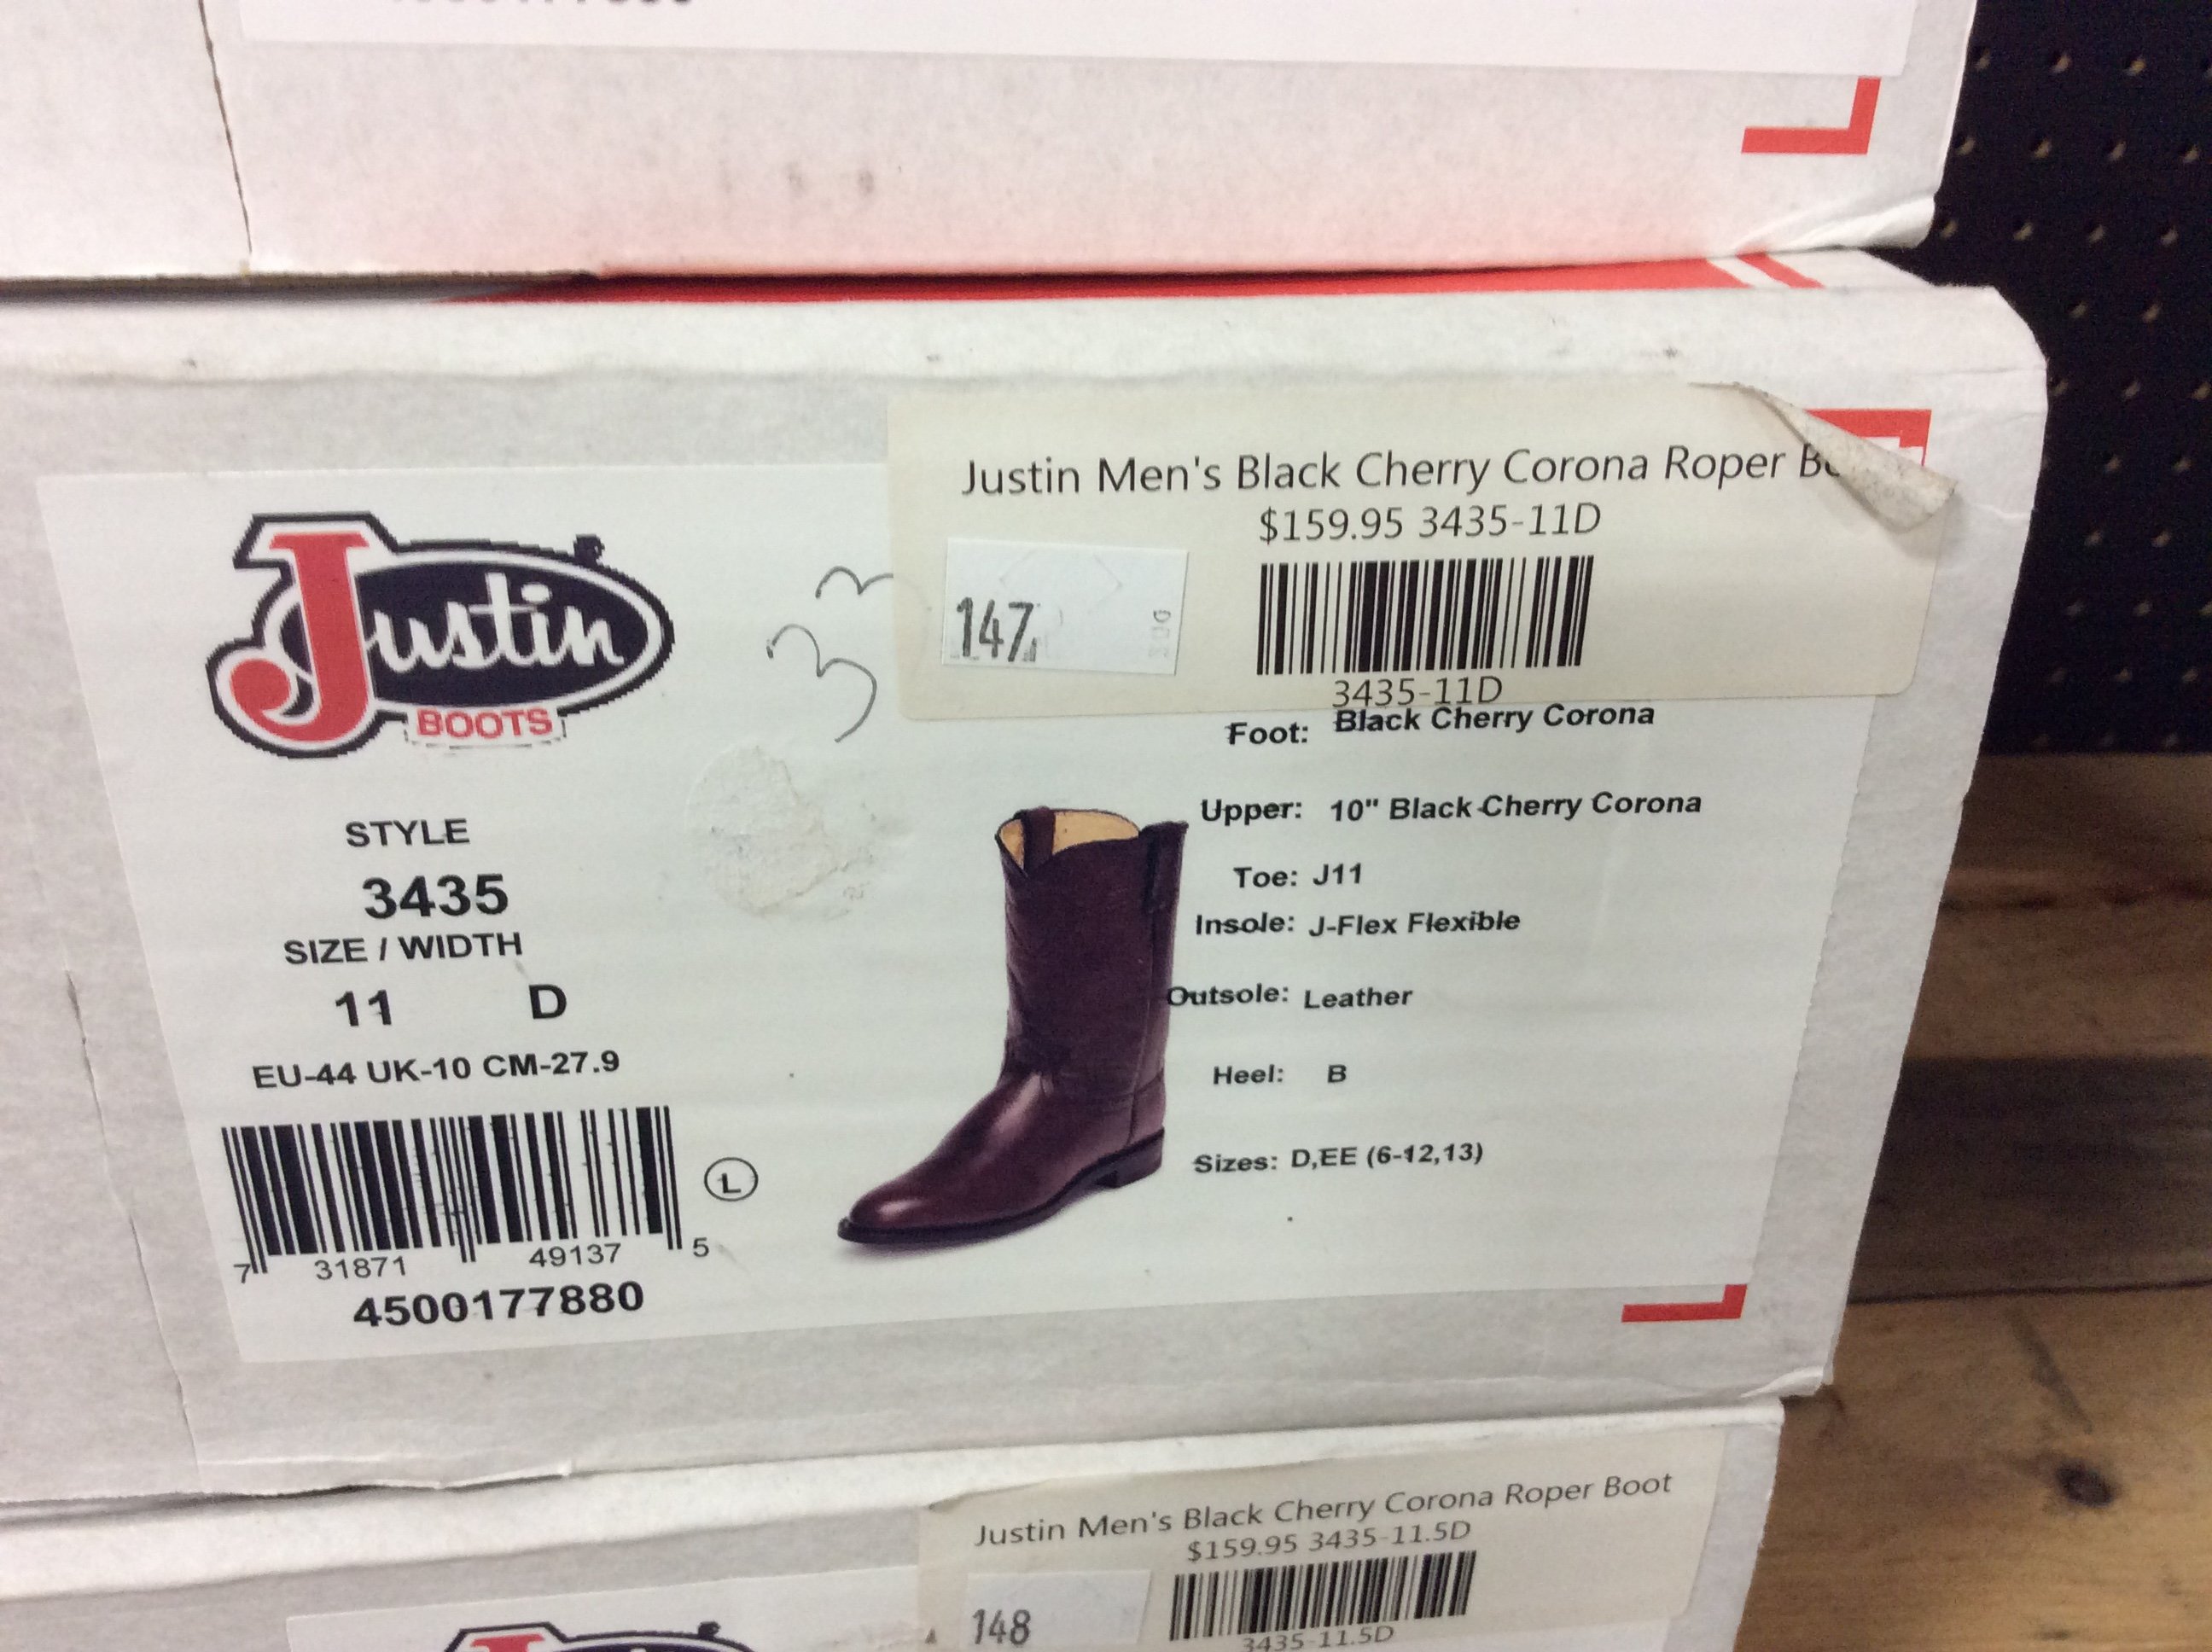 Justin Men's Black Cherry Corona Roper
$159.95 3435-11D
147
3435-11D
33
Justin
BOOTS
STYLE
3435
SIZE / WIDTH
11 D
EU-44 UK-10 CM-27.9
7 31871 49137 5
L
4500177880
Foot: Black Cherry Corona
Upper: 10" Black Cherry Corona
Toe: J11
Insole: J-Flex Flexible
Outsole: Leather
Heel: B
Sizes: D,EE (6-12,13)
Justin Men's Black Cherry Corona Roper Boot
$159.95 3435-11.5D
148
3435-11.5D